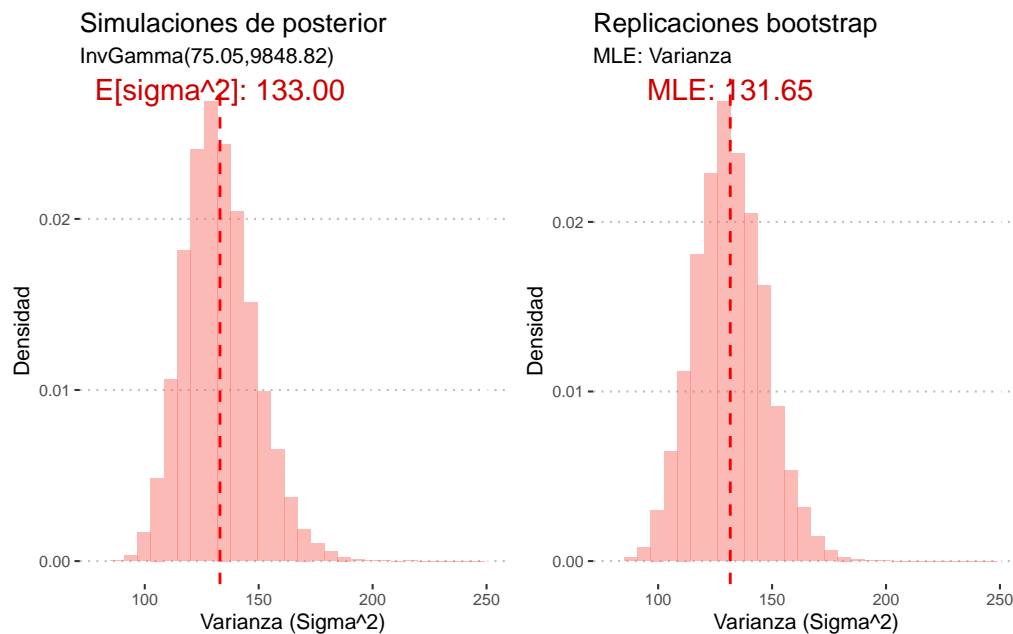 Simulaciones de posterior
InvGamma(75.05,9848.82)
E[sigma^2]: 133.00
0.02
0.01
0.00
Densidad
100
150
200
250
Varianza (Sigma^2)
Replicaciones bootstrap
MLE: Varianza
MLE: 131.65
0.02
0.01
0.00
Densidad
100
150
200
250
Varianza (Sigma^2)